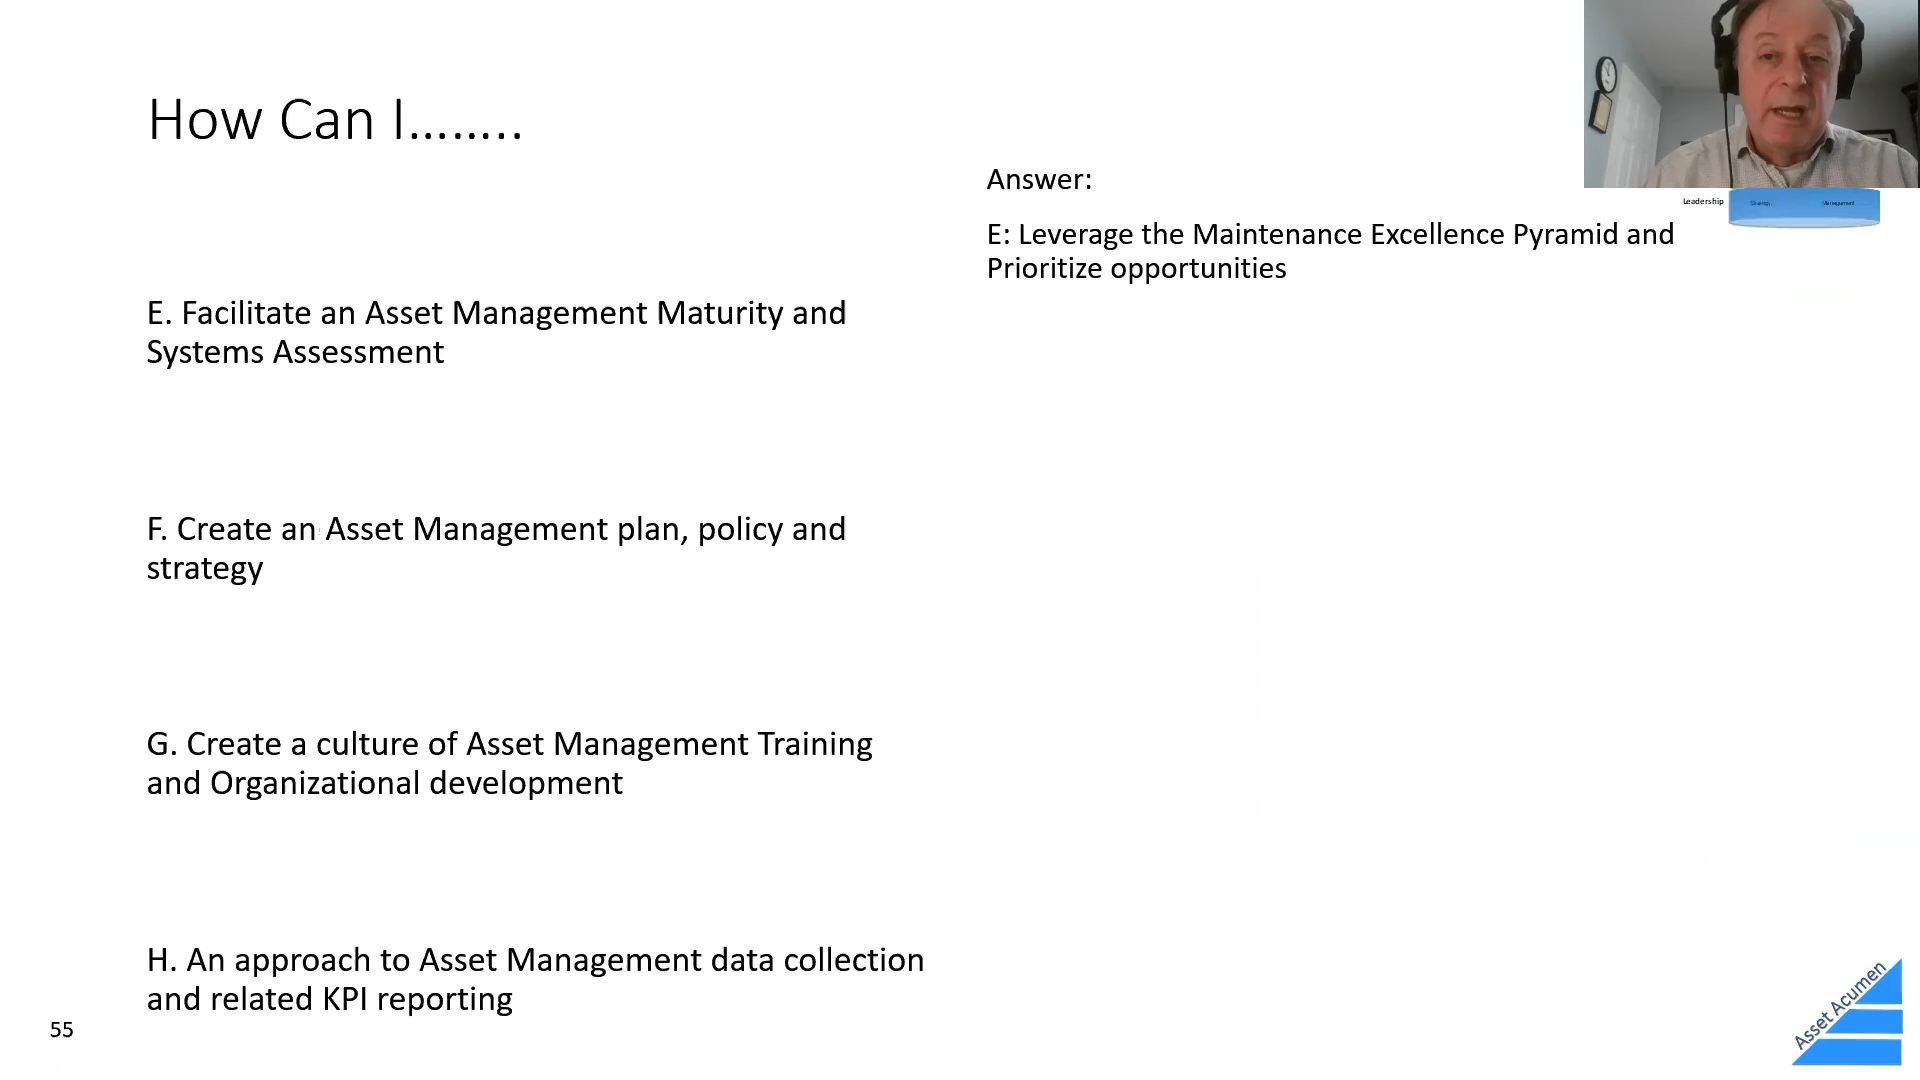 How Can I........
Answer:
Leadership
Strategy
Management
E: Leverage the Maintenance Excellence Pyramid and
Prioritize opportunities
E. Facilitate an Asset Management Maturity and
Systems Assessment
F. Create an Asset Management plan, policy and
strategy
G. Create a culture of Asset Management Training
and Organizational development
H. An approach to Asset Management data collection
and related KPI reporting
55
Asset Acumen